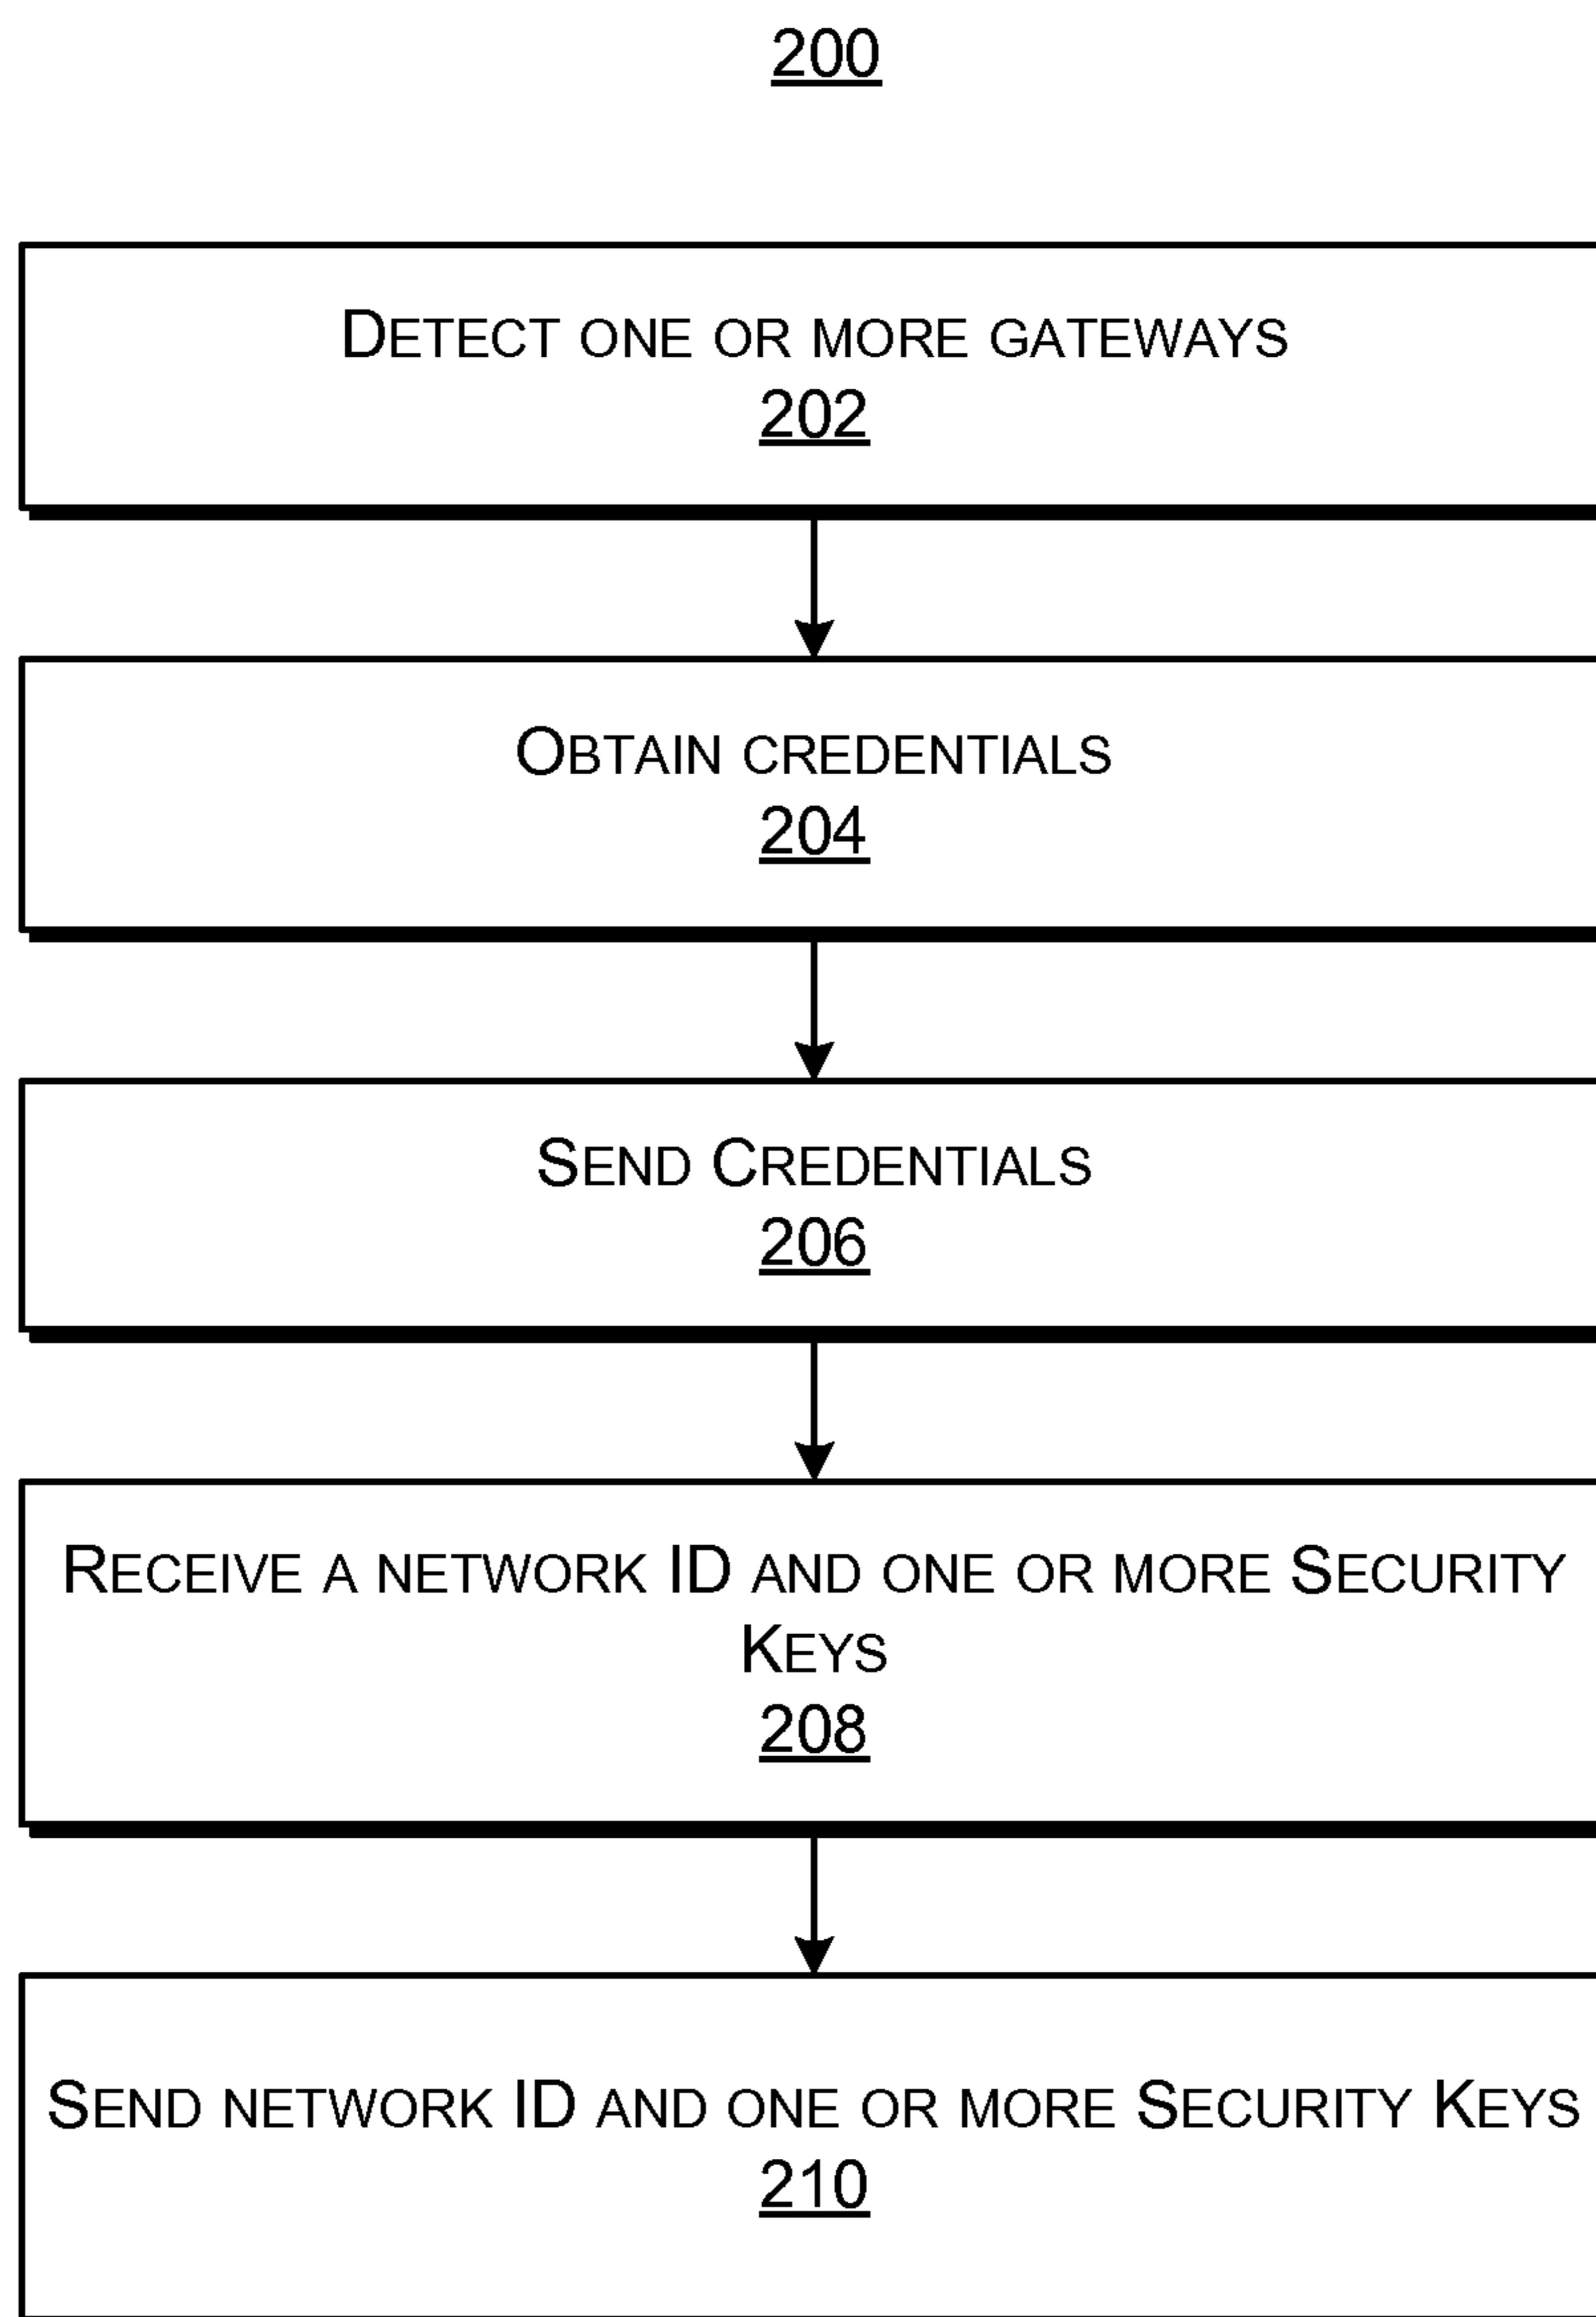 200
Detect one or more gateways
202
Obtain credentials
204
Send Credentials
206
Receive a network ID and one or more Security
Keys
208
Send network ID and one or more Security Keys
210